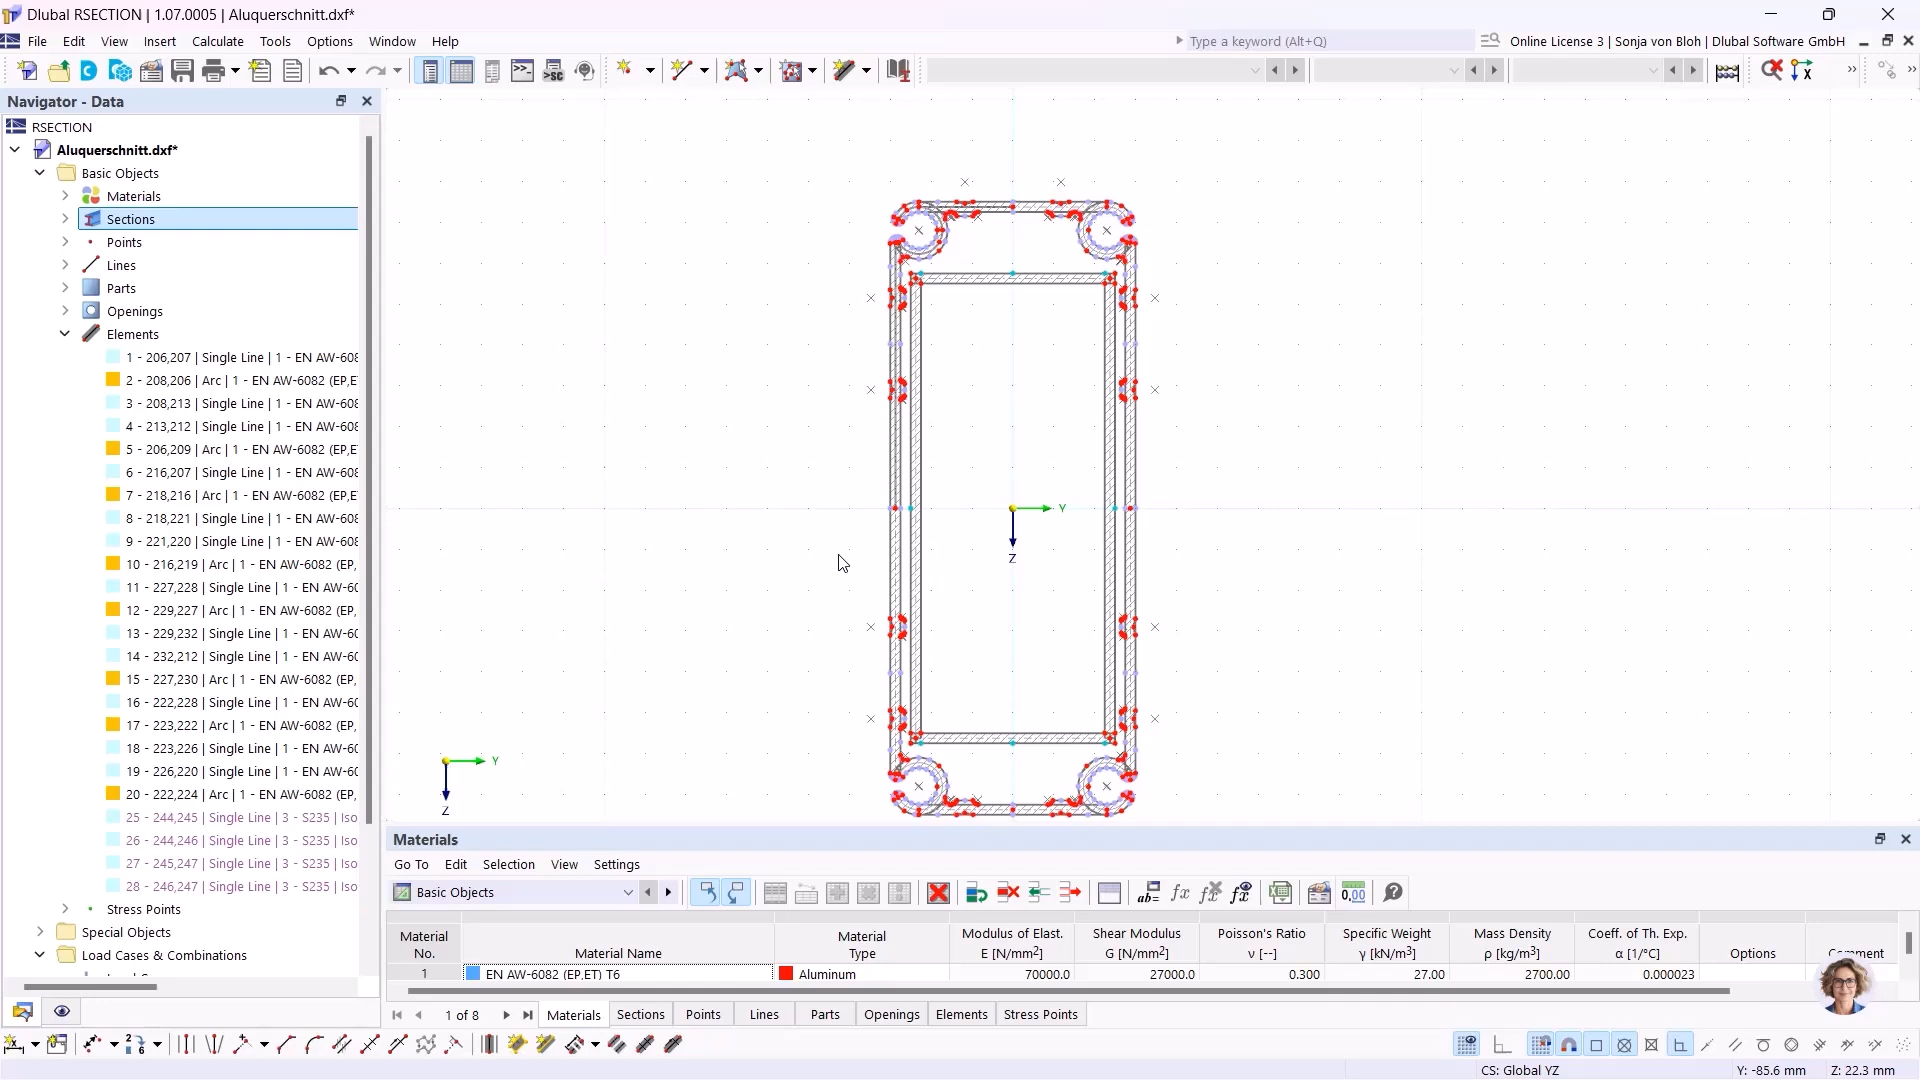 Dlubal RSECTION | 1.07.0005 | Aluquerschnitt.dxf*
File Edit View Insert Calculate Tools Options Window Help
Type a keyword (Alt+Q)
Online License 3 | Sonja von Bloh | Dlubal Software GmbH
Navigator - Data
RSECTION
Aluquerschnitt.dxf*
Basic Objects
Materials
Sections
Points
Lines
Parts
Openings
Elements
1 - 206,207 | Single Line | 1 - EN AW-608
2 - 208,206 | Arc | 1 - EN AW-6082 (EP,E
3 - 208,213 | Single Line | 1 - EN AW-608
4 - 213,212 | Single Line | 1 - EN AW-608
5 - 206,209 | Arc | 1 - EN AW-6082 (EP,E
6 - 216,207 | Single Line | 1 - EN AW-608
7 - 218,216 | Arc | 1 - EN AW-6082 (EP,E
8 - 218,221 | Single Line | 1 - EN AW-608
9 - 221,220 | Single Line | 1 - EN AW-608
10 - 216,219 | Arc | 1 - EN AW-6082 (EP,
11 - 227,228 | Single Line | 1 - EN AW-60
12 - 229,227 | Arc | 1 - EN AW-6082 (EP,
13 - 229,232 | Single Line | 1 - EN AW-60
14 - 232,212 | Single Line | 1 - EN AW-60
15 - 227,230 | Arc | 1 - EN AW-6082 (EP,
16 - 222,228 | Single Line | 1 - EN AW-60
17 - 223,222 | Arc | 1 - EN AW-6082 (EP,
18 - 223,226 | Single Line | 1 - EN AW-60
19 - 226,220 | Single Line | 1 - EN AW-60
20 - 222,224 | Arc | 1 - EN AW-6082 (EP,
25 - 244,245 | Single Line | 3 - S235 | Iso
26 - 244,246 | Single Line | 3 - S235 | Iso
27 - 245,247 | Single Line | 3 - S235 | Iso
28 - 246,247 | Single Line | 3 - S235 | Iso
Stress Points
Special Objects
Load Cases & Combinations
Y
Z
Y
Z
Materials
Go To Edit Selection View Settings
Basic Objects
Material No. Material Name Material Type Modulus of Elast. E [N/mm2] Shear Modulus G [N/mm2] Poisson's Ratio ν [--] Specific Weight γ [kN/m3] Mass Density ρ [kg/m3] Coeff. of Th. Exp. α [1/°C] Options
1 EN AW-6082 (EP,ET) T6 Aluminum 70000.0 27000.0 0.300 27.00 2700.00 0.000023
1 of 8 Materials Sections Points Lines Parts Openings Elements Stress Points
CS: Global YZ Y: -85.6 mm Z: 22.3 mm